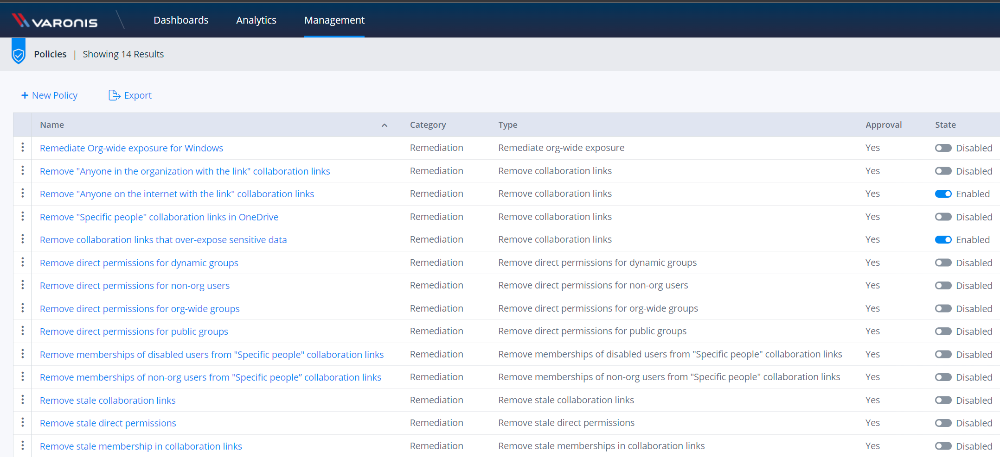 VARONIS Dashboards Analytics Management
Policies | Showing 14 Results
+ New Policy Export
Name Category Type Approval State
Remediate Org-wide exposure for Windows Remediation Remediate org-wide exposure Yes Disabled
Remove "Anyone in the organization with the link" collaboration links Remediation Remove collaboration links Yes Disabled
Remove "Anyone on the internet with the link" collaboration links Remediation Remove collaboration links Yes Enabled
Remove "Specific people" collaboration links in OneDrive Remediation Remove collaboration links Yes Disabled
Remove collaboration links that over-expose sensitive data Remediation Remove collaboration links Yes Enabled
Remove direct permissions for dynamic groups Remediation Remove direct permissions for dynamic groups Yes Disabled
Remove direct permissions for non-org users Remediation Remove direct permissions for non-org users Yes Disabled
Remove direct permissions for org-wide groups Remediation Remove direct permissions for org-wide groups Yes Disabled
Remove direct permissions for public groups Remediation Remove direct permissions for public groups Yes Disabled
Remove memberships of disabled users from "Specific people" collaboration links Remediation Remove memberships of disabled users from "Specific people" collaboration links Yes Disabled
Remove memberships of non-org users from "Specific people” collaboration links Remediation Remove memberships of non-org users from "Specific people" collaboration links Yes Disabled
Remove stale collaboration links Remediation Remove stale collaboration links Yes Disabled
Remove stale direct permissions Remediation Remove stale direct permissions Yes Disabled
Remove stale membership in collaboration links Remediation Remove stale memberships in collaboration links Yes Disabled